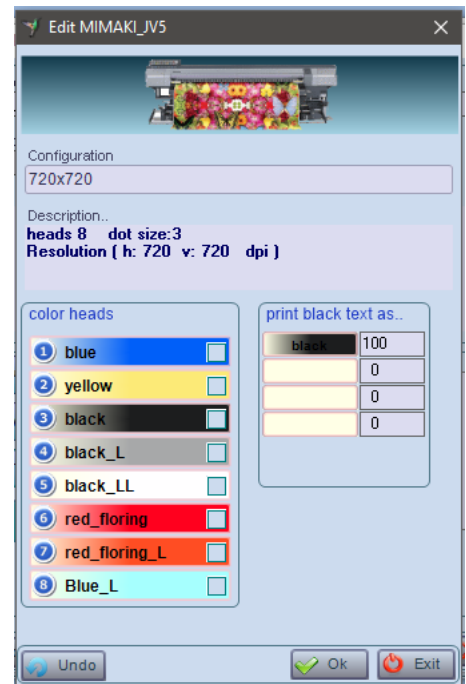 Edit MIMAKI_JV5
Configuration
720x720
Description..
heads 8 dot size:3
Resolution ( h: 720 v: 720 dpi )
color heads
1 blue
2 yellow
3 black
4 black_L
5 black_LL
6 red_floring
7 red_floring_L
8 Blue_L
print black text as..
black 100
0
0
0
Undo
Ok
Exit